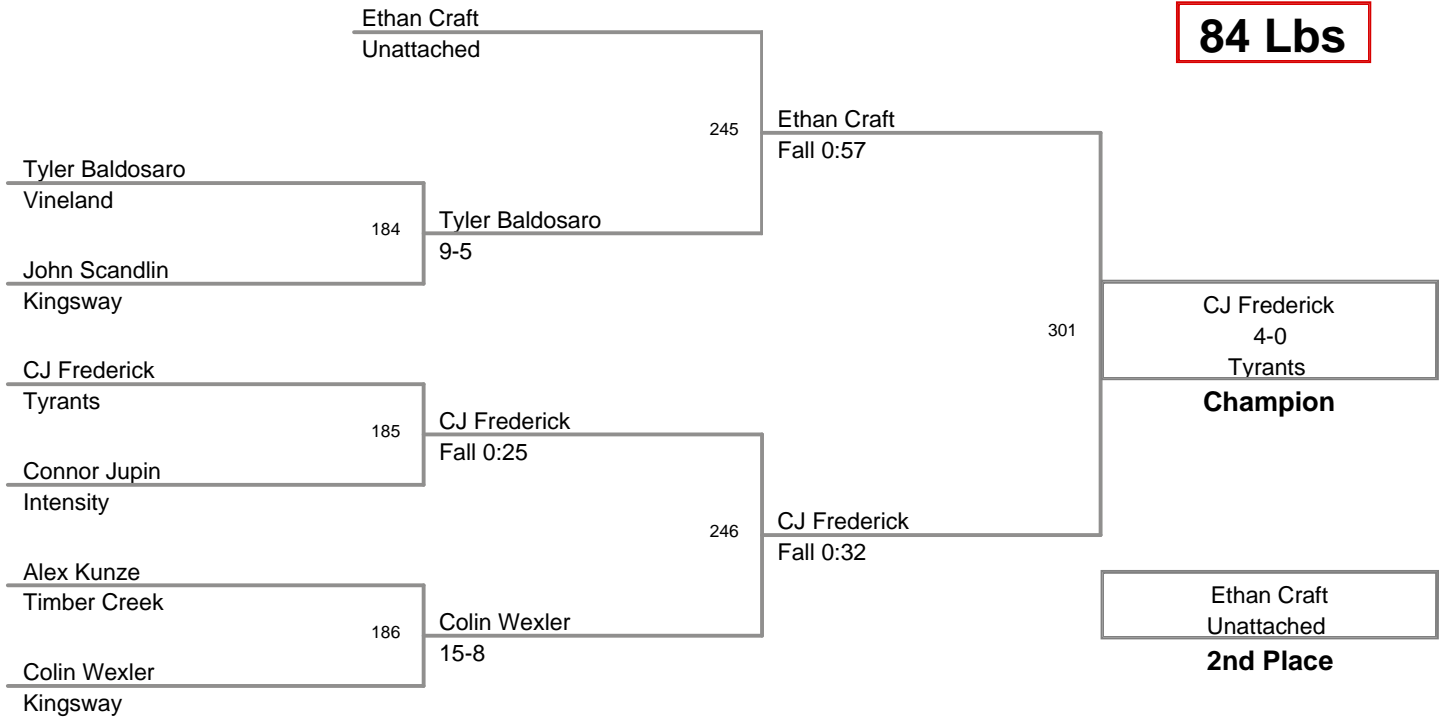 Ethan Craft
Unattached
84 Lbs
245
Ethan Craft
Fall 0:57
Tyler Baldosaro
Vineland
184
Tyler Baldosaro
9-5
John Scandlin
Kingsway
301
CJ Frederick
4-0
Tyrants
Champion
CJ Frederick
Tyrants
185
CJ Frederick
Fall 0:25
Connor Jupin
Intensity
246
CJ Frederick
Fall 0:32
Alex Kunze
Timber Creek
186
Colin Wexler
15-8
Colin Wexler
Kingsway
Ethan Craft
Unattached
2nd Place